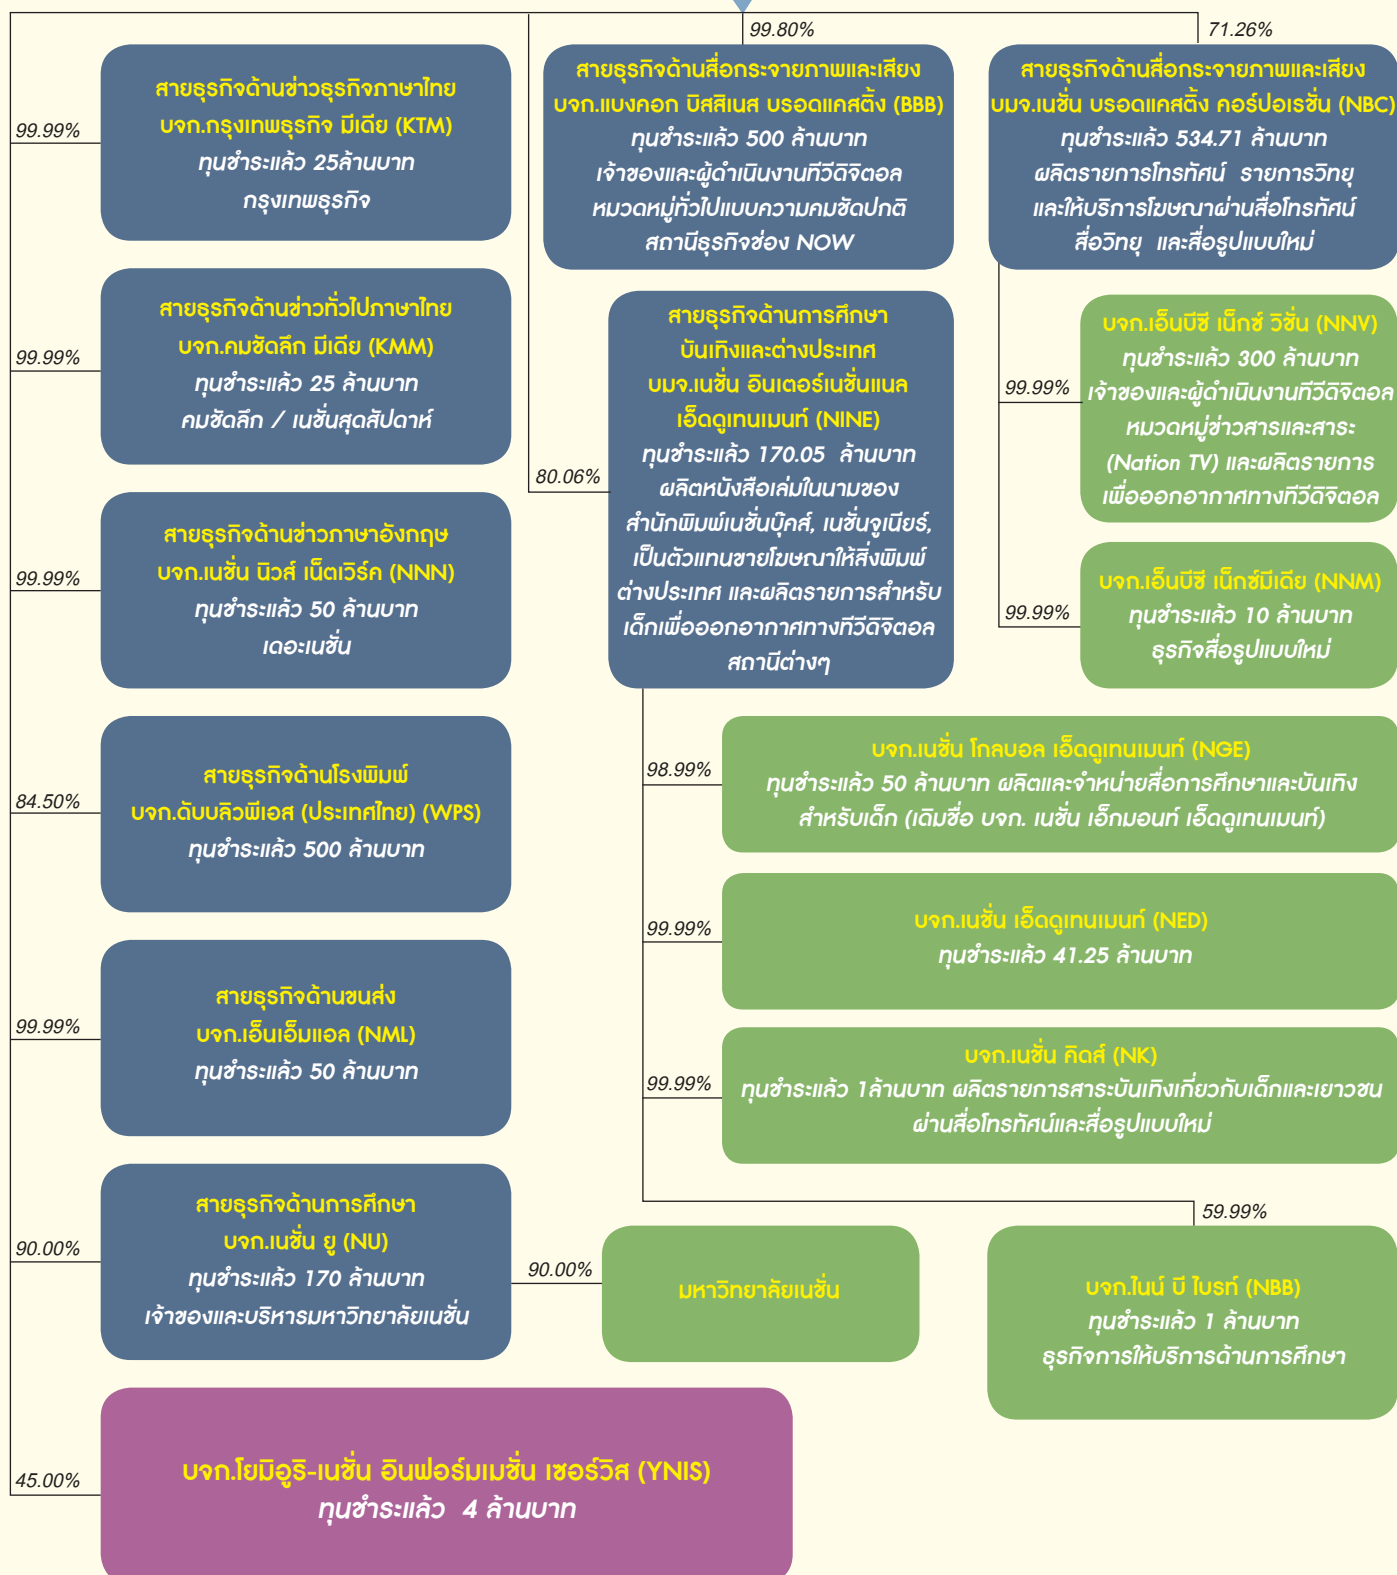 99.99%
สายธุรกิจด้านข่าวธุรกิจภาษาไทย
บจก.กรุงเทพธุรกิจ มีเดีย (KTM)
ทุนชำระแล้ว 25ล้านบาท
กรุงเทพธุรกิจ
99.99%
สายธุรกิจด้านข่าวทั่วไปภาษาไทย
บจก.คมชัดลึก มีเดีย (KMM)
ทุนชำระแล้ว 25 ล้านบาท
คมชัดลึก / เนชั่นสุดสัปดาห์
99.99%
สายธุรกิจด้านข่าวภาษาอังกฤษ
บจก.เนชั่น นิวส์ เน็ตเวิร์ค (NNN)
ทุนชำระแล้ว 50 ล้านบาท
เดอะเนชั่น
84.50%
สายธุรกิจด้านโรงพิมพ์
บจก.ดับบลิวพีเอส (ประเทศไทย) (WPS)
ทุนชำระแล้ว 500 ล้านบาท
99.99%
สายธุรกิจด้านขนส่ง
บจก.เอ็นเอ็มแอล (NML)
ทุนชำระแล้ว 50 ล้านบาท
90.00%
สายธุรกิจด้านการศึกษา
บจก.เนชั่น ยู (NU)
ทุนชำระแล้ว 170 ล้านบาท
เจ้าของและบริหารมหาวิทยาลัยเนชั่น
90.00%
มหาวิทยาลัยเนชั่น
45.00%
บจก.โยมิอูริ-เนชั่น อินฟอร์มเมชั่น เซอร์วิส (YNIS)
ทุนชำระแล้ว 4 ล้านบาท
99.80%
สายธุรกิจด้านสื่อกระจายภาพและเสียง
บจก.แบงคอก บิสสิเนส บรอดแคสติ้ง (BBB)
ทุนชำระแล้ว 500 ล้านบาท
เจ้าของและผู้ดำเนินงานทีวีดิจิตอล
หมวดหมู่ทั่วไปแบบความคมชัดปกติ
สถานีธุรกิจช่อง NOW
80.06%
สายธุรกิจด้านการศึกษา
บันเทิงและต่างประเทศ
บมจ.เนชั่น อินเตอร์เนชั่นแนล
เอ็ดดูเทนเมนท์ (NINE)
ทุนชำระแล้ว 170.05 ล้านบาท
ผลิตหนังสือเล่มในนามของ
สำนักพิมพ์เนชั่นบุ๊คส์, เนชั่นจูเนียร์,
เป็นตัวแทนขายโฆษณาให้สิ่งพิมพ์
ต่างประเทศ และผลิตรายการสำหรับ
เด็กเพื่อออกอากาศทางทีวีดิจิตอล
สถานีต่างๆ
71.26%
สายธุรกิจด้านสื่อกระจายภาพและเสียง
บมจ.เนชั่น บรอดแคสติ้ง คอร์ปอเรชั่น (NBC)
ทุนชำระแล้ว 534.71 ล้านบาท
ผลิตรายการโทรทัศน์ รายการวิทยุ
และให้บริการโฆษณาผ่านสื่อโทรทัศน์
สื่อวิทยุ และสื่อรูปแบบใหม่
99.99%
บจก.เอ็นบีซี เน็กซ์ วิชั่น (NNV)
ทุนชำระแล้ว 300 ล้านบาท
เจ้าของและผู้ดำเนินงานทีวีดิจิตอล
หมวดหมู่ข่าวสารและสาระ
(Nation TV) และผลิตรายการ
เพื่อออกอากาศทางทีวีดิจิตอล
99.99%
บจก.เอ็นบีซี เน็กซ์มีเดีย (NNM)
ทุนชำระแล้ว 10 ล้านบาท
ธุรกิจสื่อรูปแบบใหม่
98.99%
บจก.เนชั่น โกลบอล เอ็ดดูเทนเมนท์ (NGE)
ทุนชำระแล้ว 50 ล้านบาท ผลิตและจำหน่ายสื่อการศึกษาและบันเทิง
สำหรับเด็ก (เดิมชื่อ บจก. เนชั่น เอ็กมอนท์ เอ็ดดูเทนเมนท์)
99.99%
บจก.เนชั่น เอ็ดดูเทนเมนท์ (NED)
ทุนชำระแล้ว 41.25 ล้านบาท
99.99%
บจก.เนชั่น คิดส์ (NK)
ทุนชำระแล้ว 1ล้านบาท ผลิตรายการสาระบันเทิงเกี่ยวกับเด็กและเยาวชน
ผ่านสื่อโทรทัศน์และสื่อรูปแบบใหม่
59.99%
บจก.ไนน์ บี ไบรท์ (NBB)
ทุนชำระแล้ว 1 ล้านบาท
ธุรกิจการให้บริการด้านการศึกษา